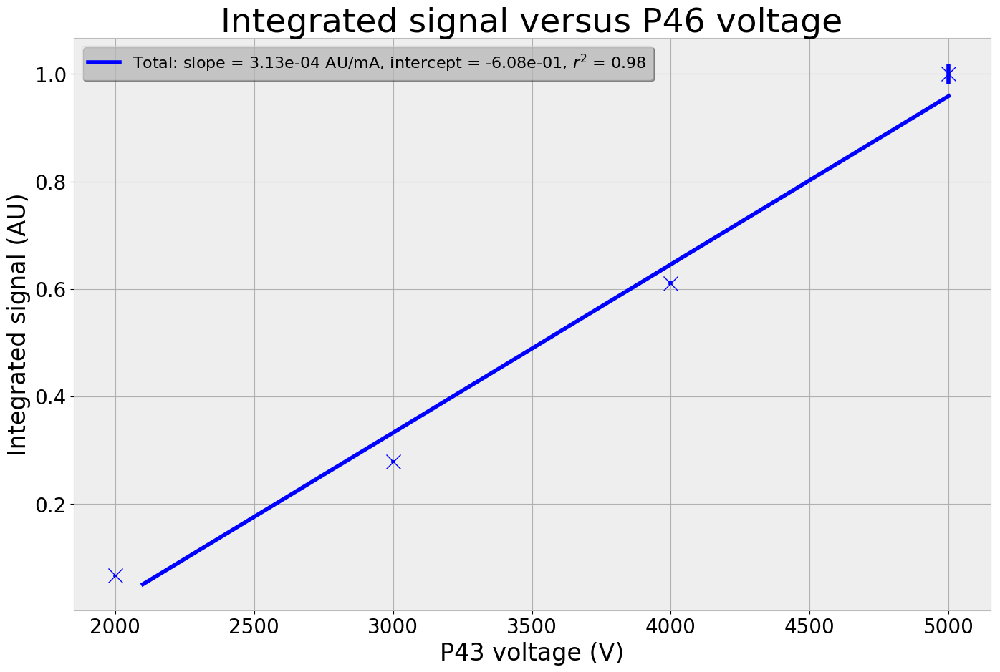 Integrated signal versus P46 voltage
Total: slope = 3.13e-04 AU/mA, intercept = -6.08e-01, r² = 0.98
Integrated signal (AU)
1.0
0.8
0.6
0.4
0.2
2000 2500 3000 3500 4000 4500 5000
P43 voltage (V)